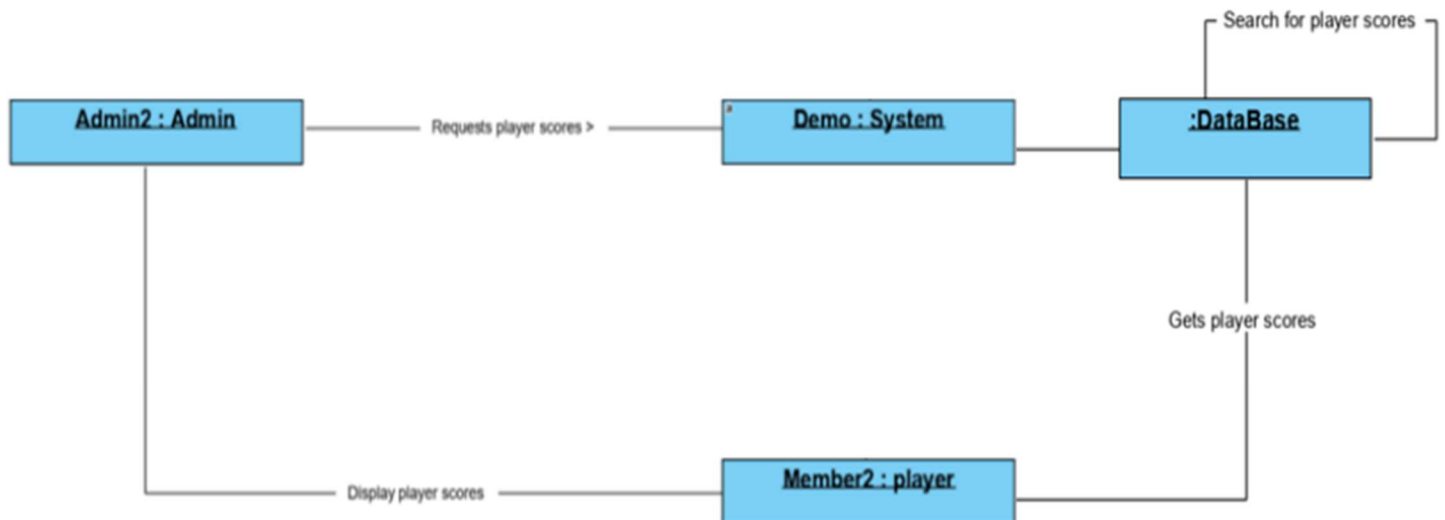 Search for player scores
Admin2 : Admin
Requests player scores >
Demo : System
:DataBase
Gets player scores
Display player scores
Member2 : player